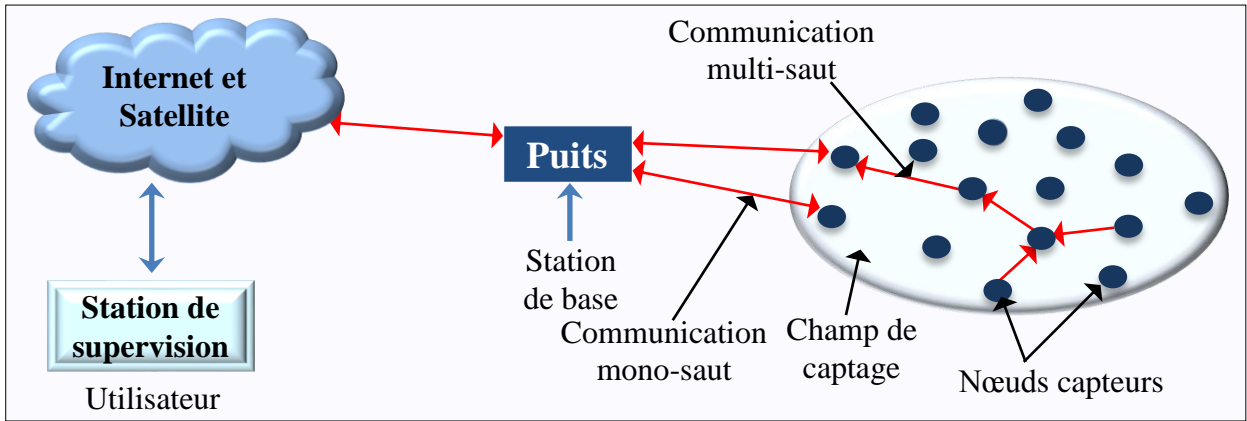 Communication
multi-saut
Internet et
Satellite
Puits
Station
de base
Station de
supervision
Utilisateur
Communication
mono-saut
Champ de
captage
Nœuds capteurs